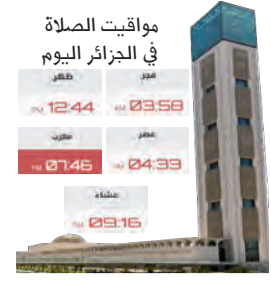 مواقيت الصلاة
في الجزائر اليوم
فجر
AM 03:58
ظهر
PM 12:44
عصر
PM 04:33
مغرب
PM 07:46
عشاء
PM 09:16